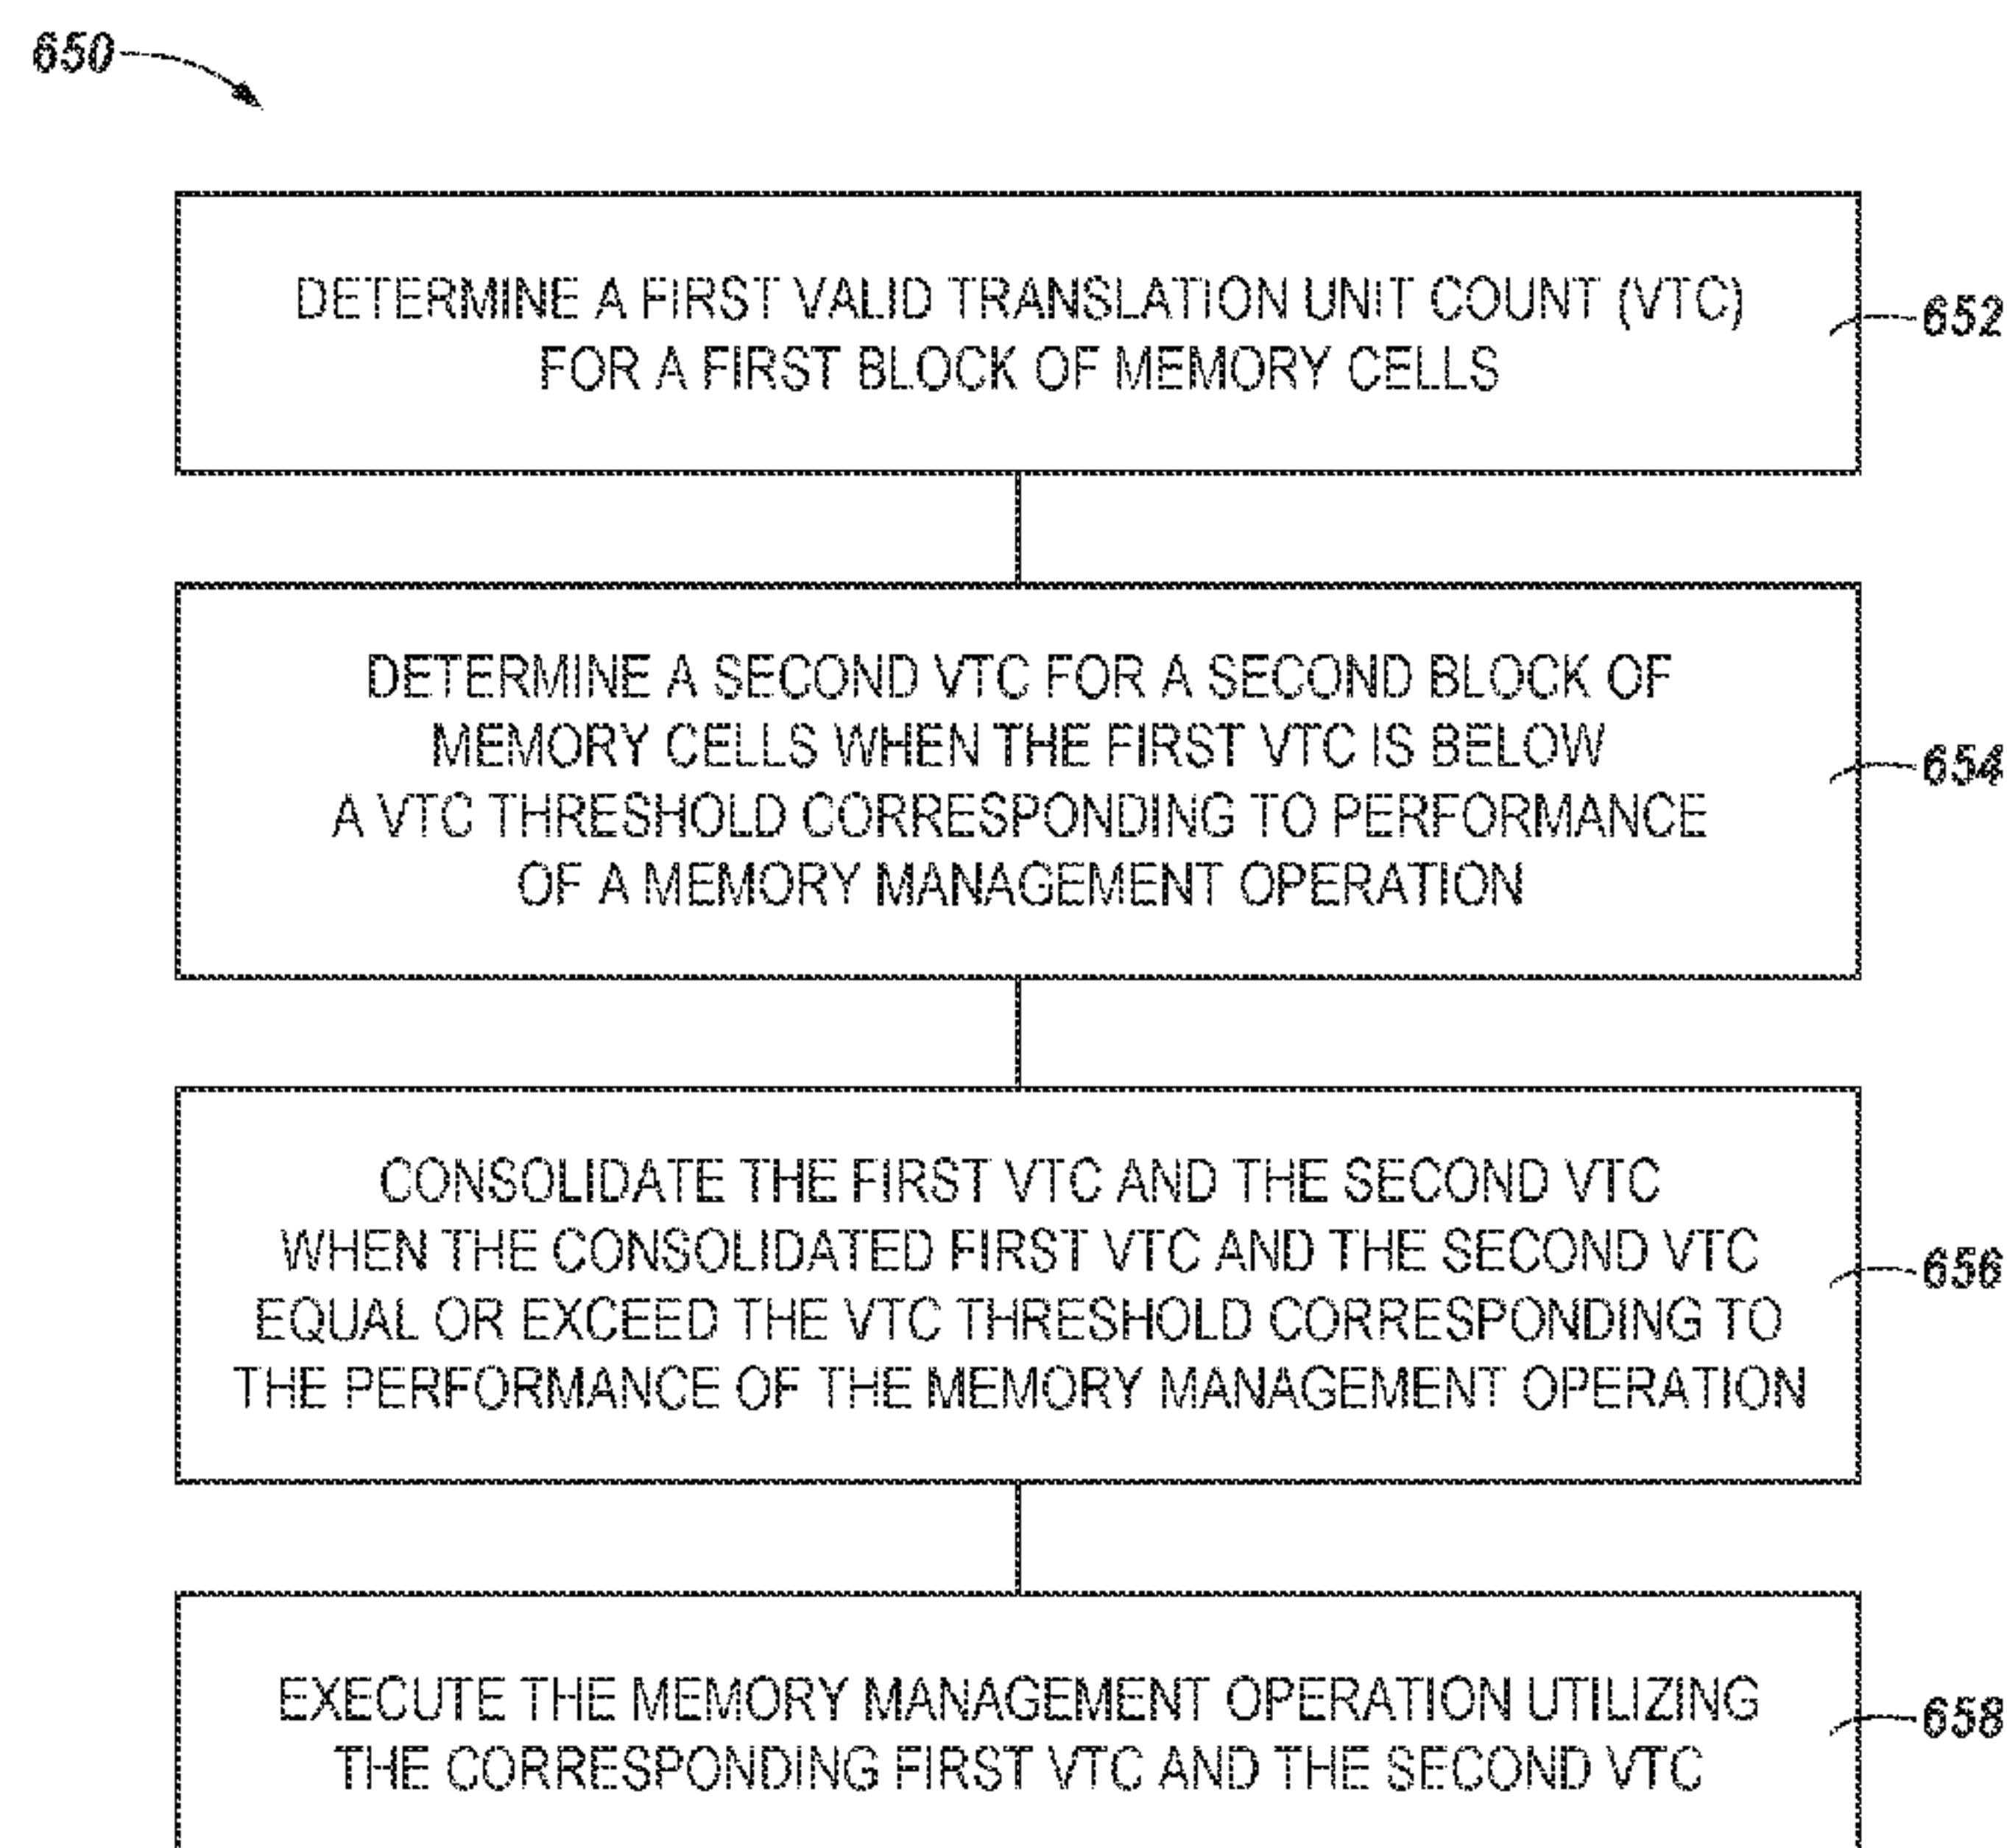 650
DETERMINE A FIRST VALID TRANSLATION UNIT COUNT (VTC)
FOR A FIRST BLOCK OF MEMORY CELLS
652
DETERMINE A SECOND VTC FOR A SECOND BLOCK OF
MEMORY CELLS WHEN THE FIRST VTC IS BELOW
A VTC THRESHOLD CORRESPONDING TO PERFORMANCE
OF A MEMORY MANAGEMENT OPERATION
654
CONSOLIDATE THE FIRST VTC AND THE SECOND VTC
WHEN THE CONSOLIDATED FIRST VTC AND THE SECOND VTC
EQUAL OR EXCEED THE VTC THRESHOLD CORRESPONDING TO
THE PERFORMANCE OF THE MEMORY MANAGEMENT OPERATION
656
EXECUTE THE MEMORY MANAGEMENT OPERATION UTILIZING
THE CORRESPONDING FIRST VTC AND THE SECOND VTC
658